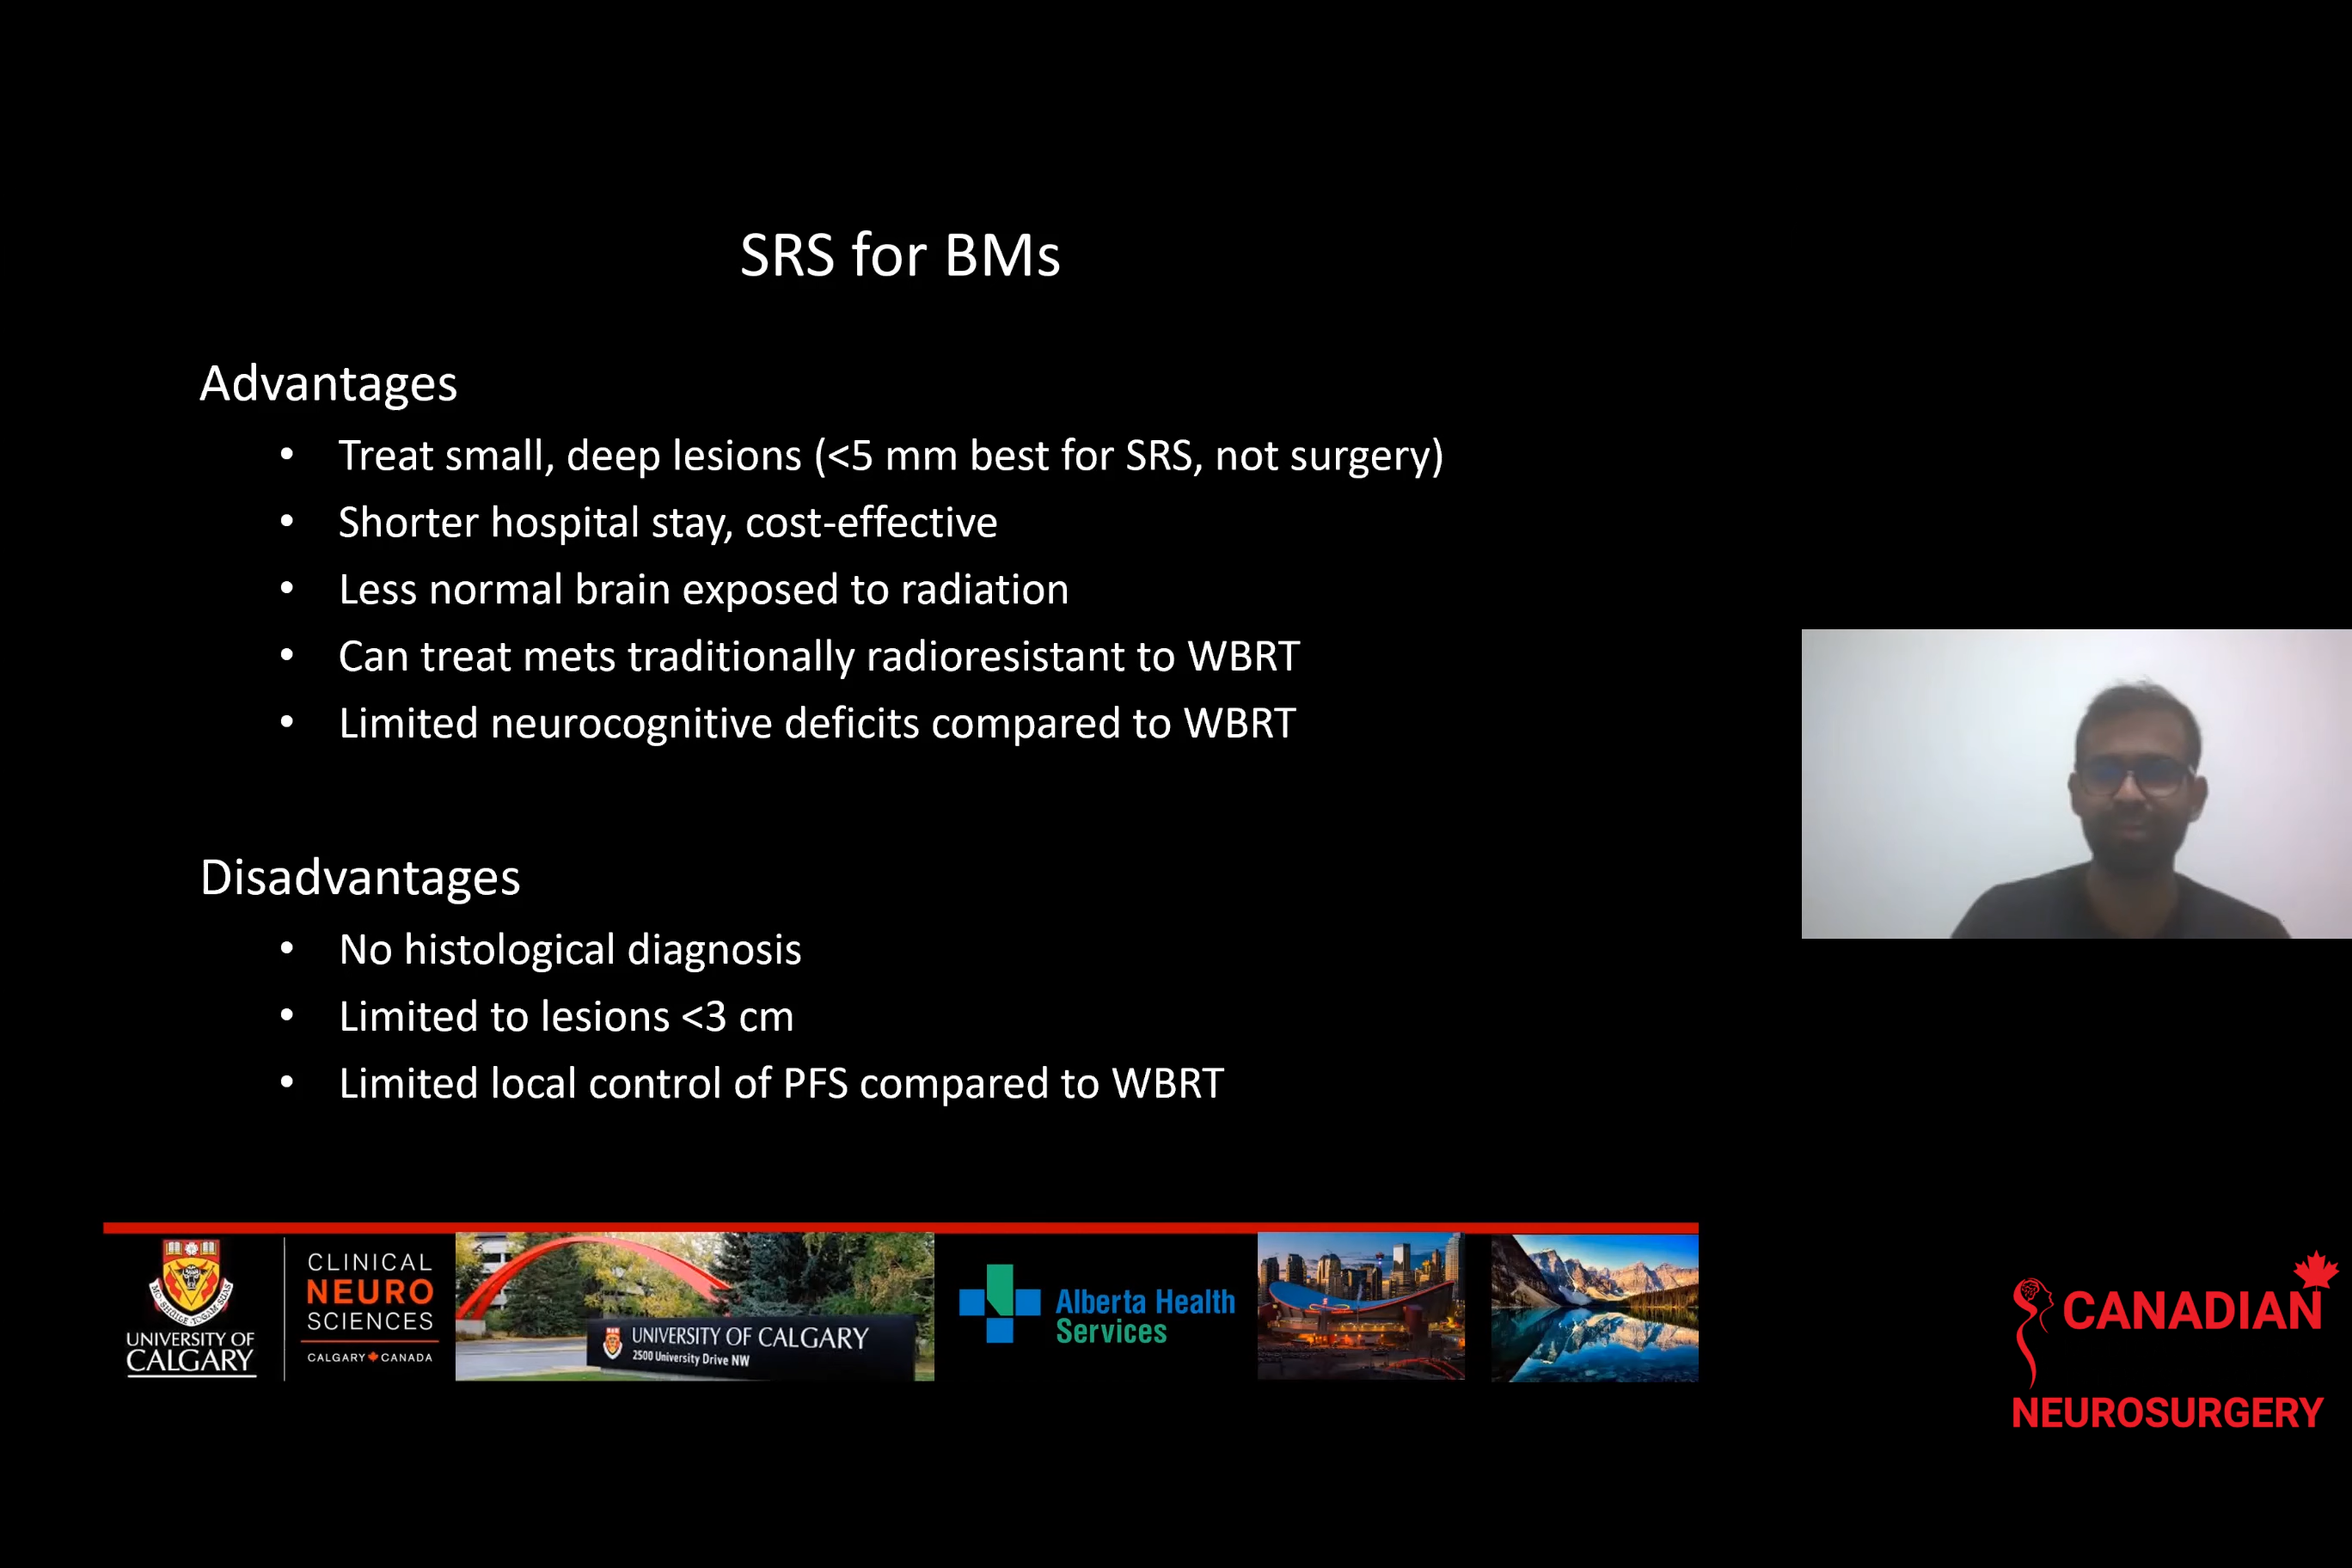 SRS for BMs
Advantages
• Treat small, deep lesions (<5 mm best for SRS, not surgery)
• Shorter hospital stay, cost-effective
• Less normal brain exposed to radiation
• Can treat mets traditionally radioresistant to WBRT
• Limited neurocognitive deficits compared to WBRT
Disadvantages
• No histological diagnosis
• Limited to lesions <3 cm
• Limited local control of PFS compared to WBRT
UNIVERSITY OF
CALGARY
CLINICAL
NEURO
SCIENCES
CALGARY CANADA
UNIVERSITY OF CALGARY
2500 University Drive NW
Alberta Health
Services
CANADIAN
NEUROSURGERY